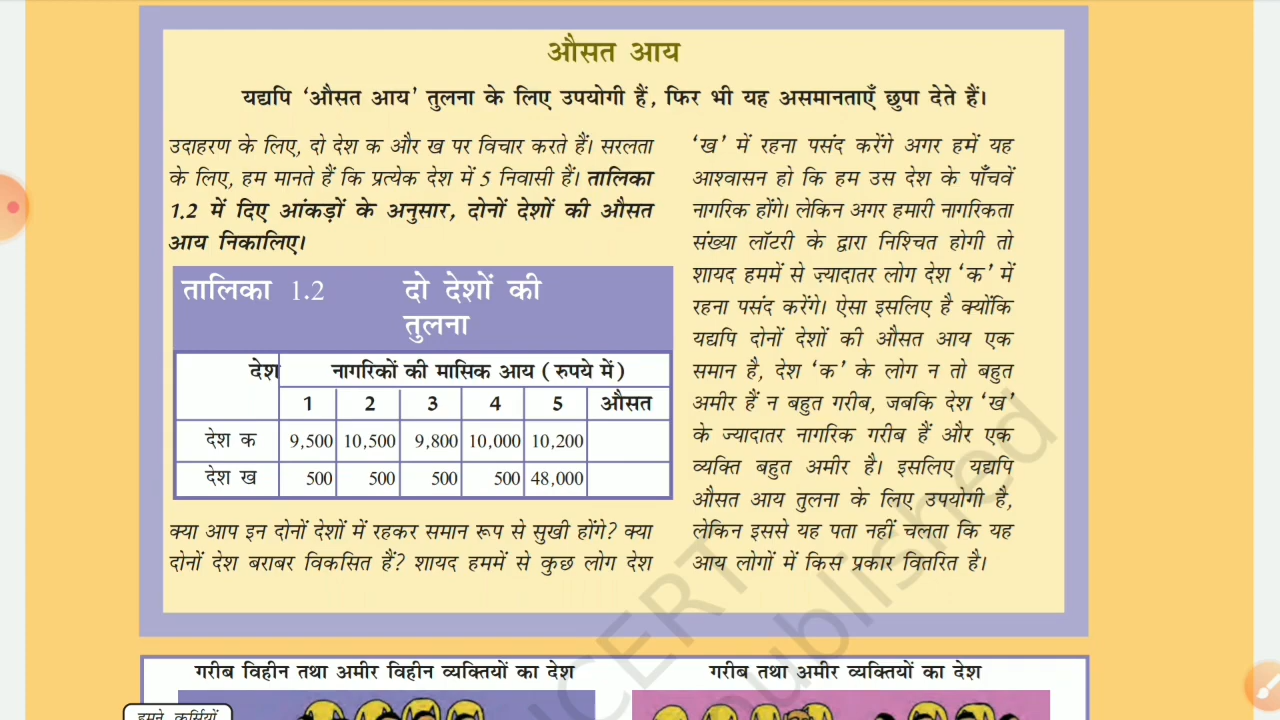 औसत आय
यद्यपि ‘औसत आय’ तुलना के लिए उपयोगी हैं, फिर भी यह असमानताएँ छुपा देते हैं।
उदाहरण के लिए, दो देश क और ख पर विचार करते हैं। सरलता
के लिए, हम मानते हैं कि प्रत्येक देश में 5 निवासी हैं। तालिका
1.2 में दिए आंकड़ों के अनुसार, दोनों देशों की औसत
आय निकालिए।
तालिका 1.2 दो देशों की
तुलना
देश नागरिकों की मासिक आय (रुपये में)
1 2 3 4 5 औसत
देश क 9,500 10,500 9,800 10,000 10,200
देश ख 500 500 500 500 48,000
क्या आप इन दोनों देशों में रहकर समान रूप से सुखी होंगे? क्या
दोनों देश बराबर विकसित हैं? शायद हममें से कुछ लोग देश
‘ख’ में रहना पसंद करेंगे अगर हमें यह
आश्वासन हो कि हम उस देश के पाँचवें
नागरिक होंगे। लेकिन अगर हमारी नागरिकता
संख्या लॉटरी के द्वारा निश्चित होगी तो
शायद हममें से ज़्यादातर लोग देश ‘क’ में
रहना पसंद करेंगे। ऐसा इसलिए है क्योंकि
यद्यपि दोनों देशों की औसत आय एक
समान है, देश ‘क’ के लोग न तो बहुत
अमीर हैं न बहुत गरीब, जबकि देश ‘ख’
के ज्यादातर नागरिक गरीब हैं और एक
व्यक्ति बहुत अमीर है। इसलिए यद्यपि
औसत आय तुलना के लिए उपयोगी है,
लेकिन इससे यह पता नहीं चलता कि यह
आय लोगों में किस प्रकार वितरित है।
गरीब विहीन तथा अमीर विहीन व्यक्तियों का देश
गरीब तथा अमीर व्यक्तियों का देश
हमने कुर्सियों
NCERT
published